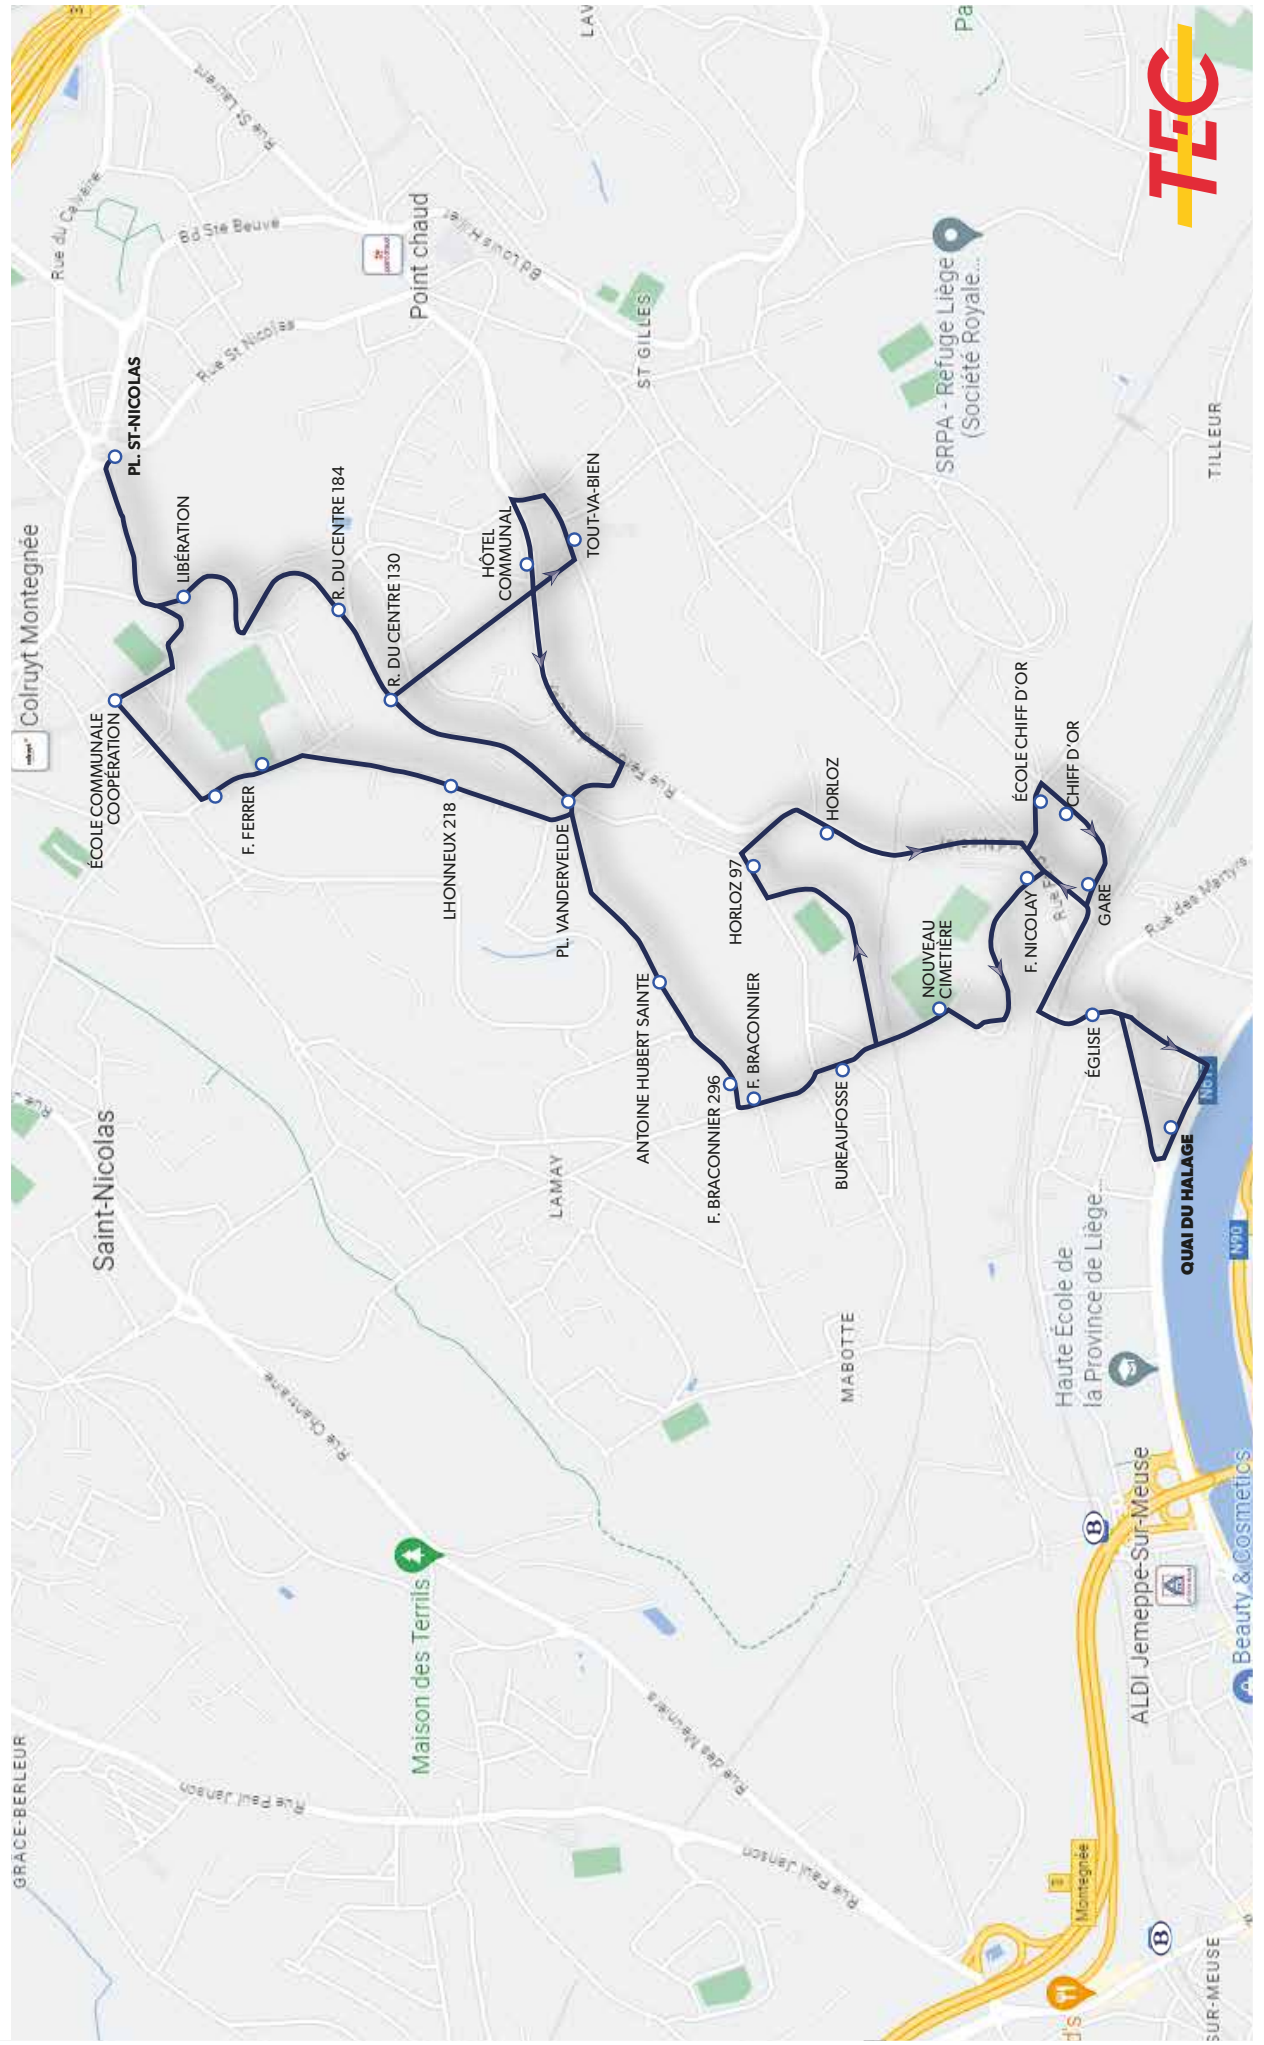 TEC
Pa
LAV
Rue St Laurent
Rue du Calvaire
Bd Ste Beuve
Rue St Nicolas
Point chaud
Bd Louis Hillier
ST GILLES
SRPA - Refuge Liège
(Société Royale...
TILLEUR
Colruyt Montegnée
PL. ST-NICOLAS
LIBÉRATION
R. DU CENTRE 184
R. DU CENTRE 130
HÔTEL
COMMUNAL
TOUT-VA-BIEN
ÉCOLE COMMUNALE
COOPÉRATION
F. FERRER
LHONNEUX 218
PL. VANDERVELDE
ANTOINE HUBERT SAINTE
F. BRACONNIER 296
F. BRACONNIER
BUREAUFOSSE
HORLOZ 97
HORLOZ
NOUVEAU
CIMETIÈRE
F. NICOLAY
ÉCOLE CHIFF D'OR
CHIFF D'OR
GARE
Rue des Martyrs
ÉGLISE
QUAI DU HALAGE
N90
Saint-Nicolas
LAMAY
MABOTTE
Haute École de
la Province de Liège...
Rue Chantraine
Maison des Terrils
Rue des Meuniers
Rue Paul Janson
Rue Paul Janson
GRÂCE-BERLEUR
ALDI Jemeppe-Sur-Meuse
Beauty & Cosmetics
B
B
3
Montegnée
d's
SUR-MEUSE